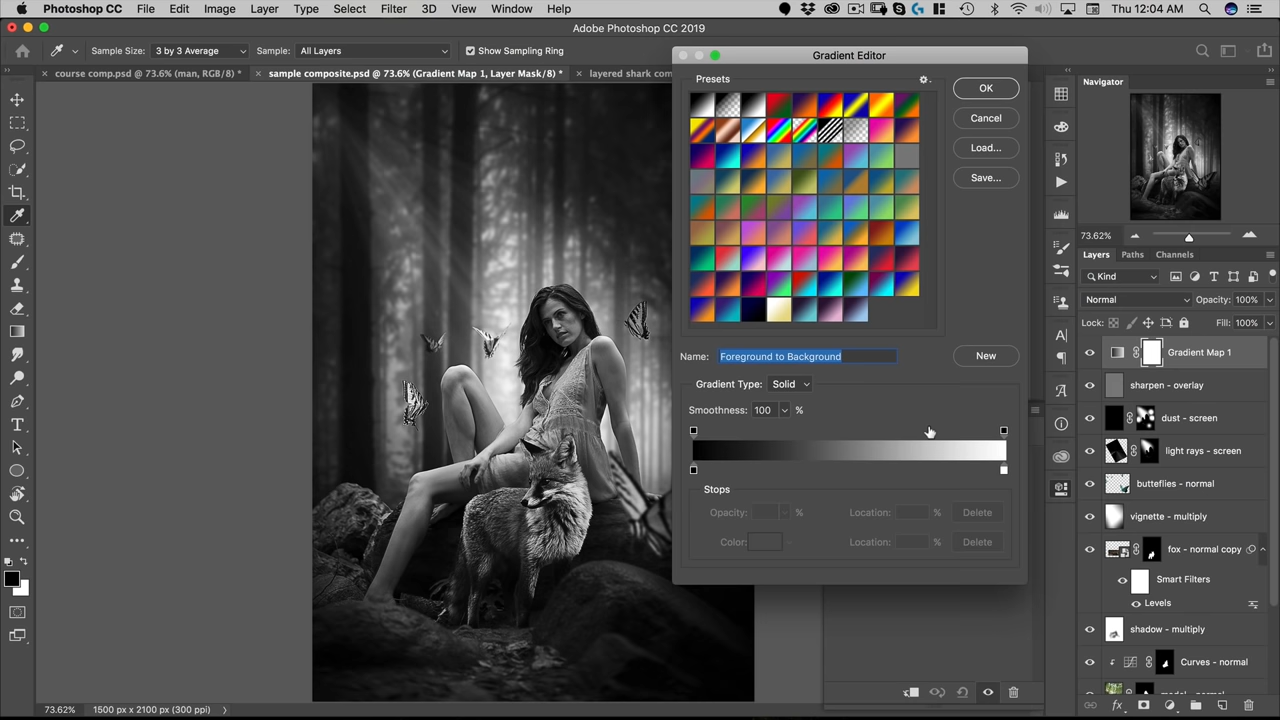 Photoshop CC File Edit Image Layer Type Select Filter 3D View Window Help Thu 12:04 AM
Adobe Photoshop CC 2019
Sample Size: 3 by 3 Average Sample: All Layers Show Sampling Ring
course comp.psd @ 73.6% (man, RGB/8) * sample composite.psd @ 73.6% (Gradient Map 1, Layer Mask/8) * layered shark com
Gradient Editor
Presets
OK
Cancel
Load...
Save...
Name: Foreground to Background
New
Gradient Type: Solid
Smoothness: 100 %
Stops
Opacity: % Location: % Delete
Color: Location: % Delete
Navigator
73.62%
Layers Paths Channels
Kind
Normal Opacity: 100%
Lock: Fill: 100%
Gradient Map 1
sharpen - overlay
dust - screen
light rays - screen
butteflies - normal
vignette - multiply
fox - normal copy
Smart Filters
Levels
shadow - multiply
Curves - normal
73.62% 1500 px x 2100 px (300 ppi)
fx